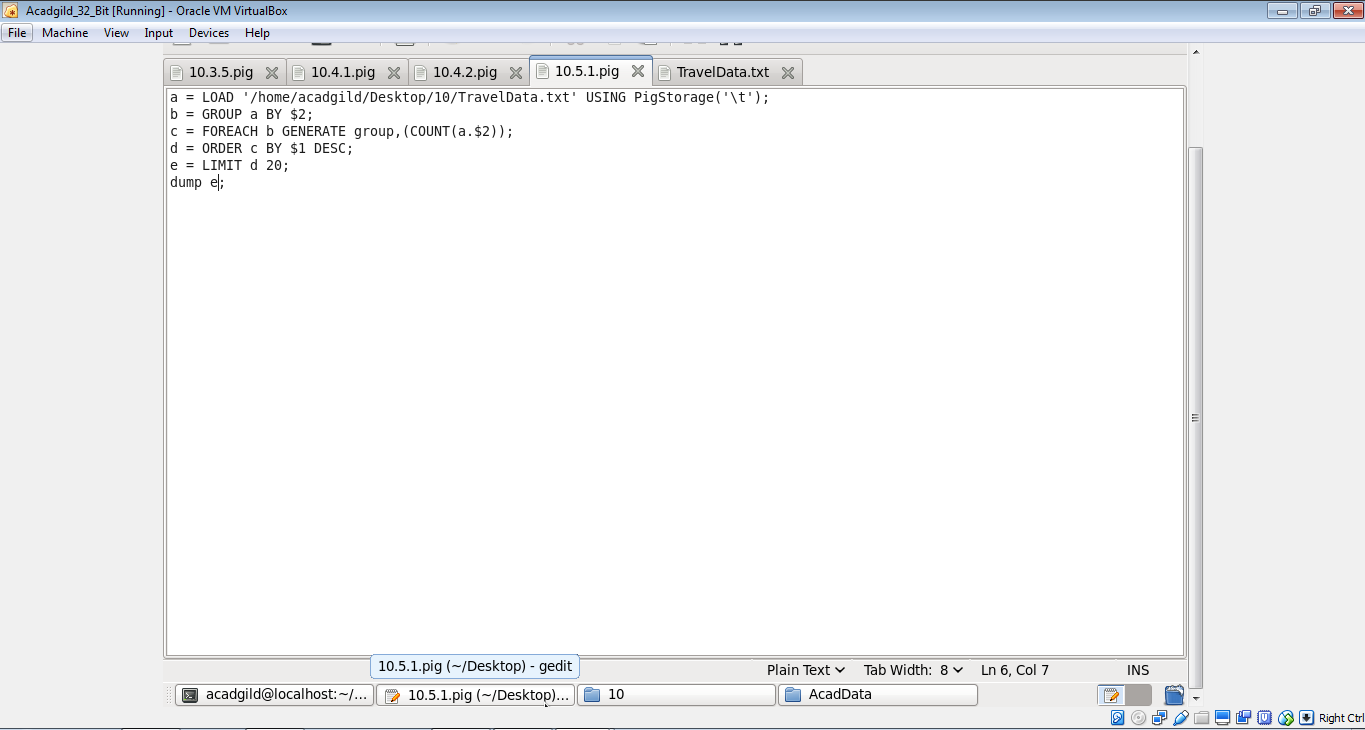 Acadgild_32_Bit [Running] - Oracle VM VirtualBox
File Machine View Input Devices Help
10.3.5.pig 10.4.1.pig 10.4.2.pig 10.5.1.pig TravelData.txt
a = LOAD '/home/acadgild/Desktop/10/TravelData.txt' USING PigStorage('\t');
b = GROUP a BY $2;
c = FOREACH b GENERATE group,(COUNT(a.$2));
d = ORDER c BY $1 DESC;
e = LIMIT d 20;
dump e;
10.5.1.pig (~/Desktop) - gedit
Plain Text Tab Width: 8 Ln 6, Col 7 INS
acadgild@localhost:~/... 10.5.1.pig (~/Desktop)... 10 AcadData
Right Ctrl